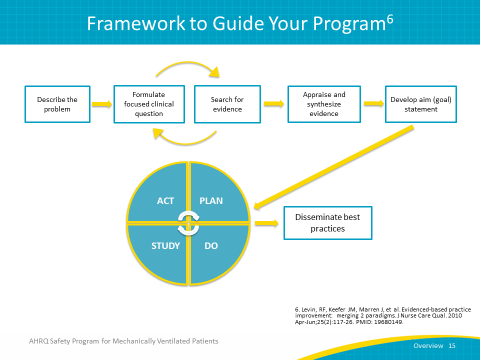 Framework to Guide Your Program6
Describe the
problem
Formulate
focused clinical
question
Search for
evidence
Appraise and
synthesize
evidence
Develop aim (goal)
statement
ACT
PLAN
STUDY
DO
Disseminate best
practices
6. Levin, RF, Keefer JM, Marren J, et al. Evidenced-based practice
improvement: merging 2 paradigms. J Nurse Care Qual. 2010
Apr-Jun;25(2):117-26. PMID: 19680149.
AHRQ Safety Program for Mechanically Ventilated Patients
Overview 15